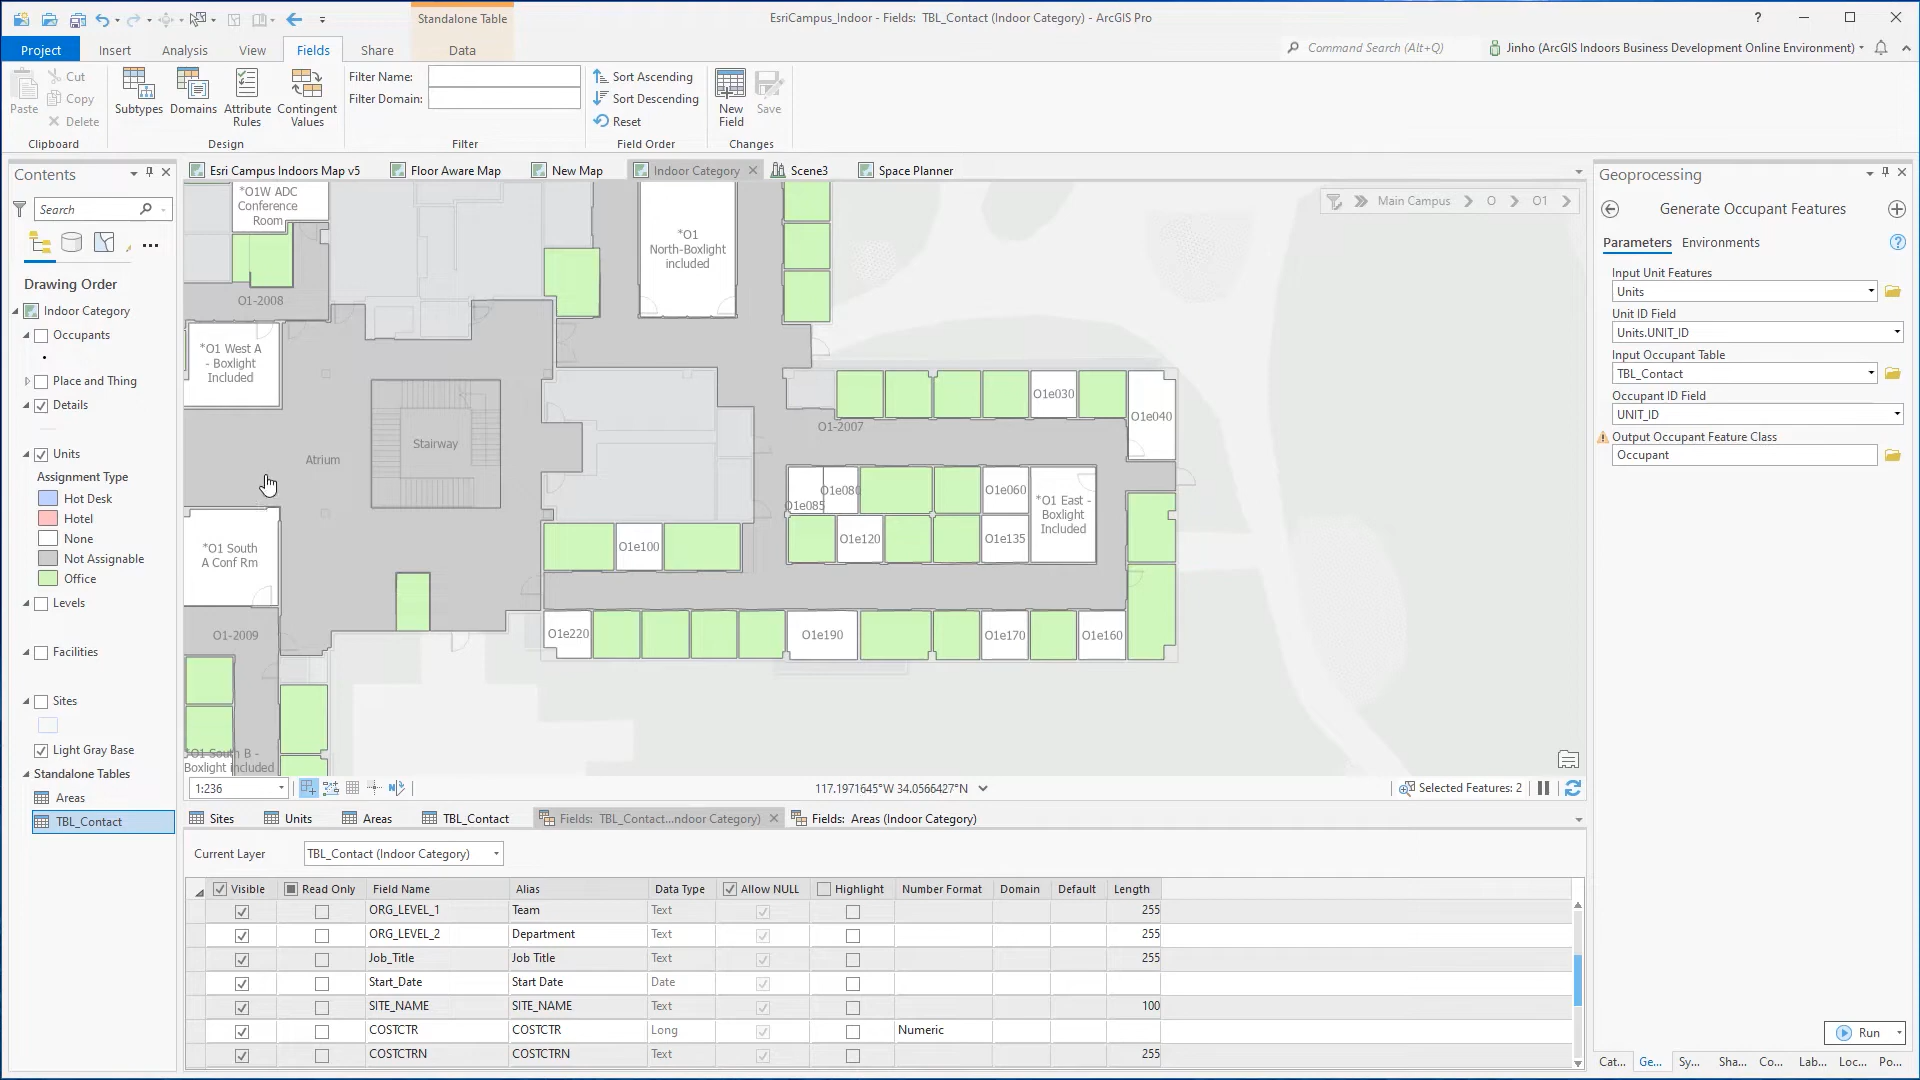 Standalone Table
EsriCampus_Indoor - Fields:  TBL_Contact (Indoor Category) - ArcGIS Pro
?
Project
Insert
Analysis
View
Fields
Share
Data
Command Search (Alt+Q)
Jinho (ArcGIS Indoors Business Development Online Environment)
Paste
Cut
Copy
Delete
Clipboard
Subtypes
Domains
Attribute
Rules
Contingent
Values
Design
Filter Name:
Filter Domain:
Filter
Sort Ascending
Sort Descending
Reset
Field Order
New
Field
Save
Changes
Contents
Search
Drawing Order
Indoor Category
Occupants
Place and Thing
Details
Units
Assignment Type
Hot Desk
Hotel
None
Not Assignable
Office
Levels
Facilities
Sites
Light Gray Base
Standalone Tables
Areas
TBL_Contact
Esri Campus Indoors Map v5
Floor Aware Map
New Map
Indoor Category
Scene3
Space Planner
Main Campus
O
O1
*O1W ADC
Conference
Room
O1-2008
*O1 West A
- Boxlight
Included
Atrium
Stairway
*O1 South
A Conf Rm
O1-2009
*O1 South B -
Boxlight included
*O1
North-Boxlight
included
O1-2007
O1e030
O1e040
O1e080
O1e085
O1e060
*O1 East -
Boxlight
Included
O1e120
O1e135
O1e100
O1e220
O1e190
O1e170
O1e160
1:236
117.1971645°W 34.0566427°N
Selected Features: 2
Sites
Units
Areas
TBL_Contact
Fields:  TBL_Contact...ndoor Category)
Fields:  Areas (Indoor Category)
Current Layer
TBL_Contact (Indoor Category)
Visible Read Only Field Name Alias Data Type Allow NULL Highlight Number Format Domain Default Length
ORG_LEVEL_1 Team Text 255
ORG_LEVEL_2 Department Text 255
Job_Title Job Title Text 255
Start_Date Start Date Date
SITE_NAME SITE_NAME Text 100
COSTCTR COSTCTR Long Numeric
COSTCTRN COSTCTRN Text 255
Geoprocessing
Generate Occupant Features
Parameters
Environments
?
Input Unit Features
Units
Unit ID Field
Units.UNIT_ID
Input Occupant Table
TBL_Contact
Occupant ID Field
UNIT_ID
Output Occupant Feature Class
Occupant
Run
Cat... Ge... Sy... Sha... Co... Lab... Loc... Po...